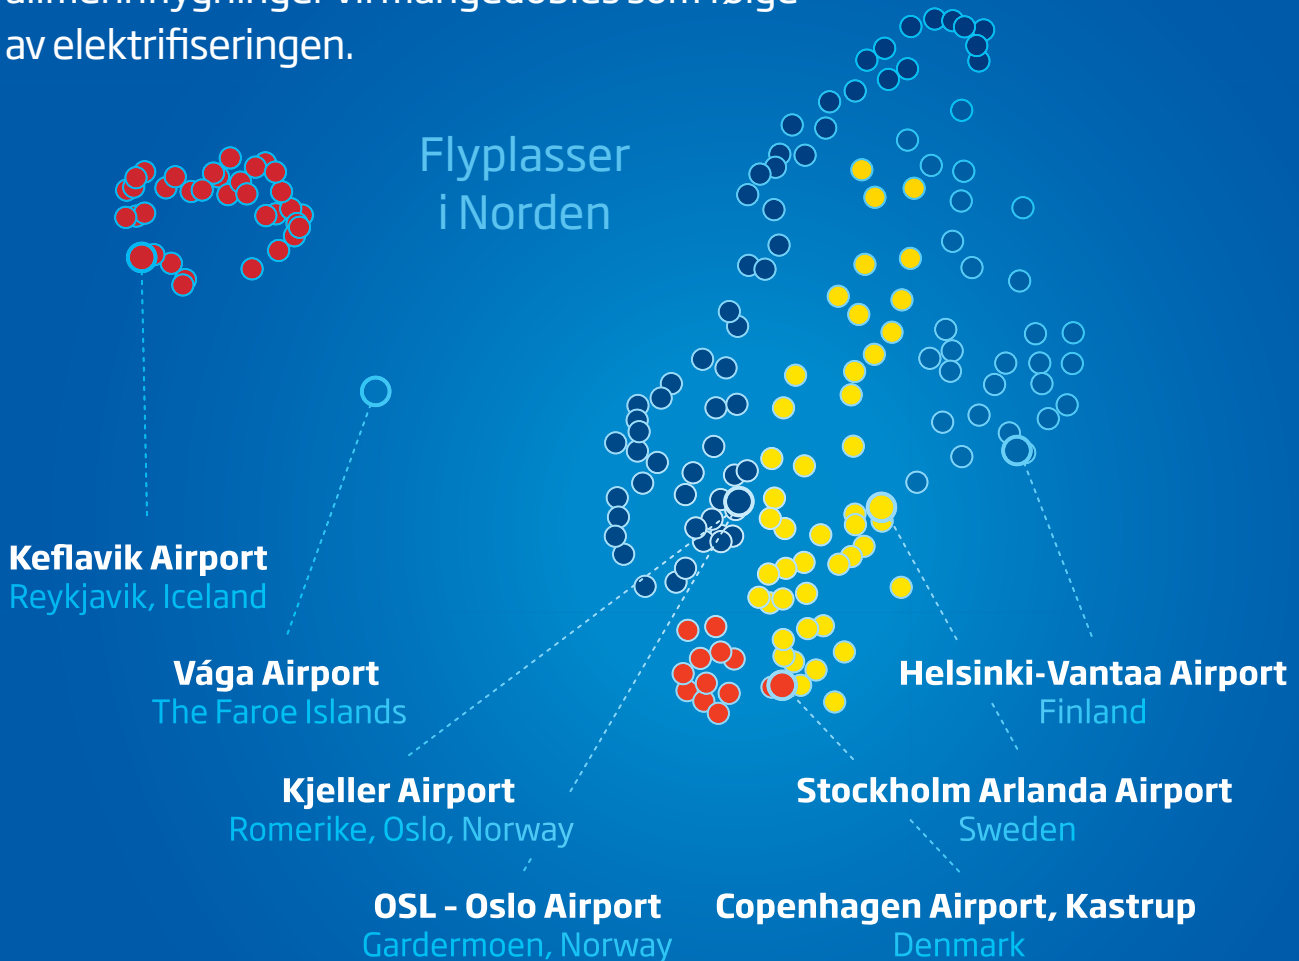 av elektrifiseringen.
Flyplasser
i Norden
Keflavik Airport
Reykjavik, Iceland
Vága Airport
The Faroe Islands
Helsinki-Vantaa Airport
Finland
Kjeller Airport
Romerike, Oslo, Norway
Stockholm Arlanda Airport
Sweden
OSL – Oslo Airport
Gardermoen, Norway
Copenhagen Airport, Kastrup
Denmark